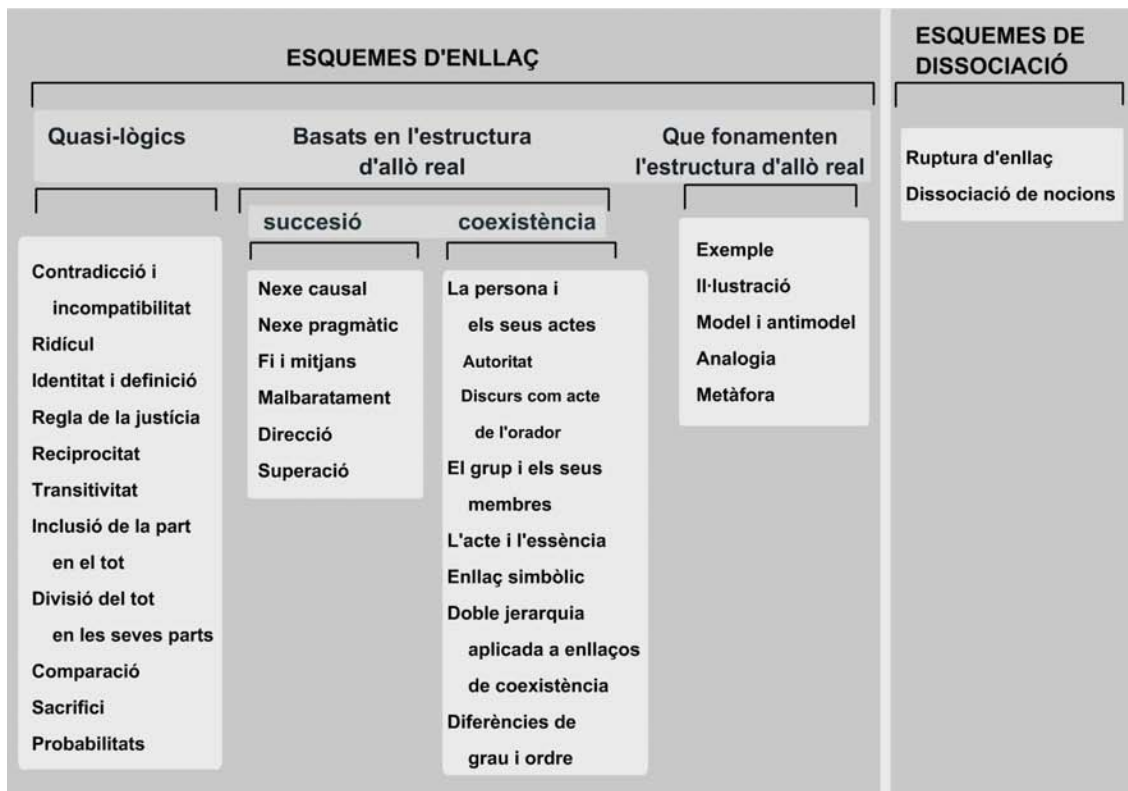 ESQUEMES D'ENLLAÇ
Quasi-lògics
Contradicció i
incompatibilitat
Ridícul
Identitat i definició
Regla de la justícia
Reciprocitat
Transitivitat
Inclusió de la part
en el tot
Divisió del tot
en les seves parts
Comparació
Sacrifici
Probabilitats
Basats en l'estructura
d'allò real
succesió
Nexe causal
Nexe pragmàtic
Fi i mitjans
Malbaratament
Direcció
Superació
coexistència
La persona i
els seus actes
Autoritat
Discurs com acte
de l'orador
El grup i els seus
membres
L'acte i l'essència
Enllaç simbòlic
Doble jerarquia
aplicada a enllaços
de coexistència
Diferències de
grau i ordre
Que fonamenten
l'estructura d'allò real
Exemple
Il·lustració
Model i antimodel
Analogia
Metàfora
ESQUEMES DE
DISSOCIACIÓ
Ruptura d'enllaç
Dissociació de nocions